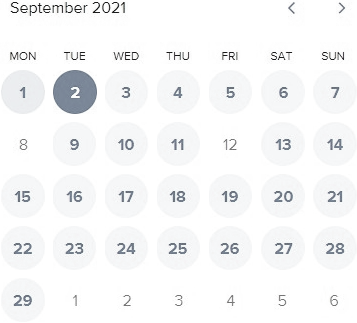 September 2021
MON TUE WED THU FRI SAT SUN
1 2 3 4 5 6 7
8 9 10 11 12 13 14
15 16 17 18 19 20 21
22 23 24 25 26 27 28
29 1 2 3 4 5 6